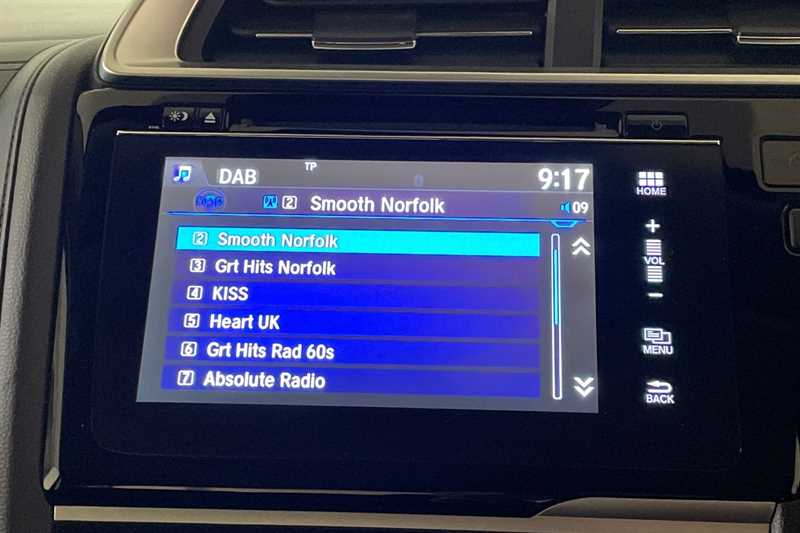 DAB
TP
9:17
DAB 2 Smooth Norfolk 09
2 Smooth Norfolk
3 Grt Hits Norfolk
4 KISS
5 Heart UK
6 Grt Hits Rad 60s
7 Absolute Radio
HOME
+
VOL
−
MENU
BACK